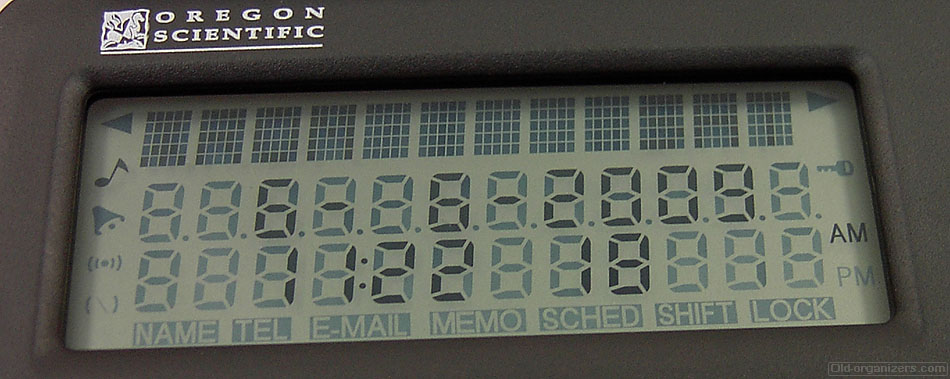 OREGON
SCIENTIFIC
AM
PM
NAME TEL E-MAIL MEMO SCHED SHIFT LOCK
Old-organizers.com